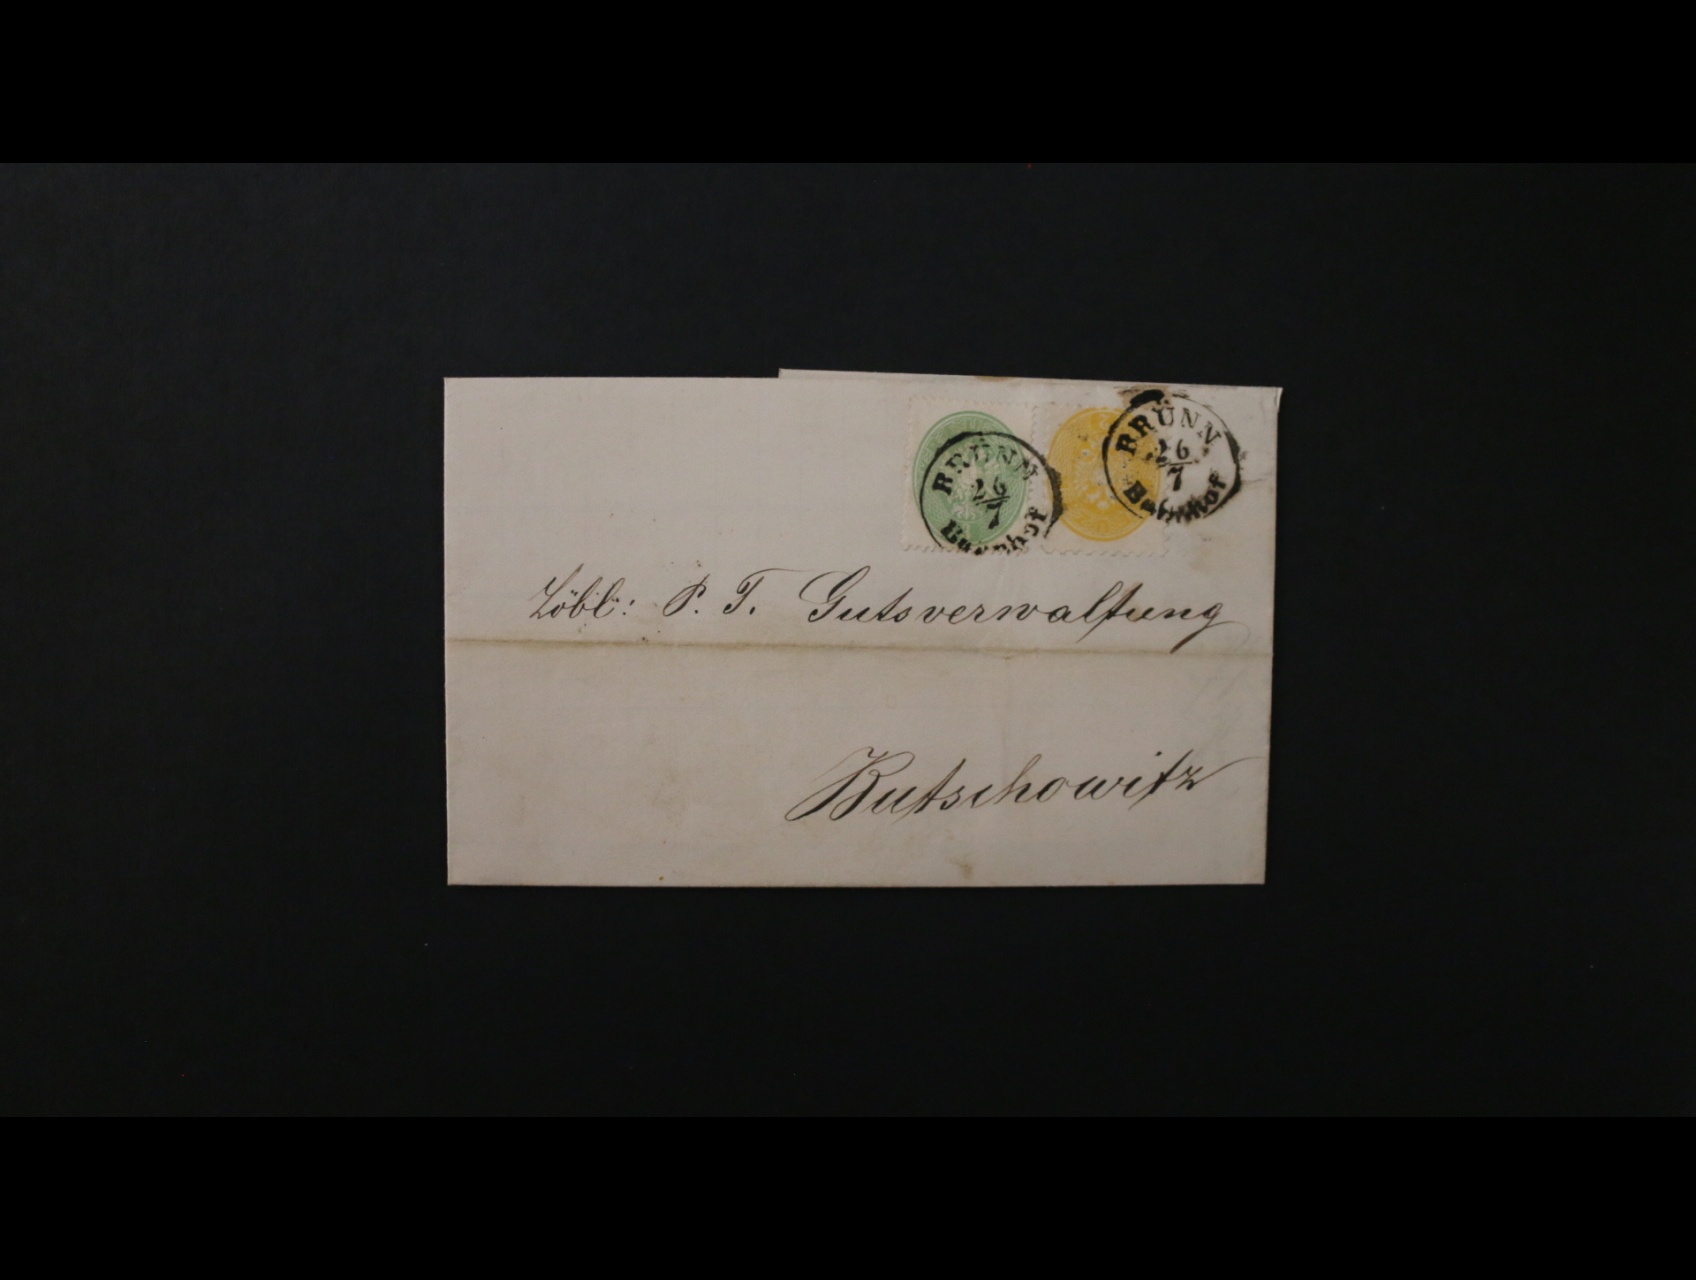 BRÜNN
26
7
Bahnhof
BRÜNN
26
7
Bahnhof
Löbl: P. T. Gutsverwaltung
Butschowitz